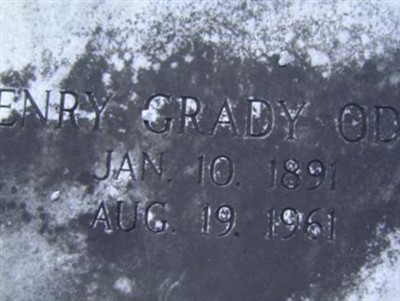 ENRY GRADY OD
JAN. 10. 1891
AUG. 19. 1961